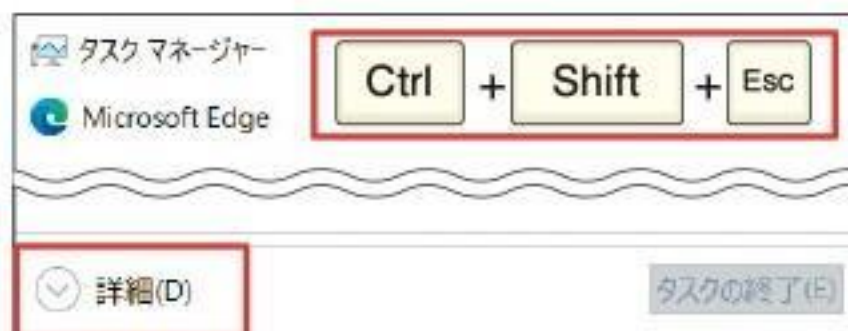 タスク マネージャー
Ctrl + Shift + Esc
Microsoft Edge
詳細(D)
タスクの終了(E)